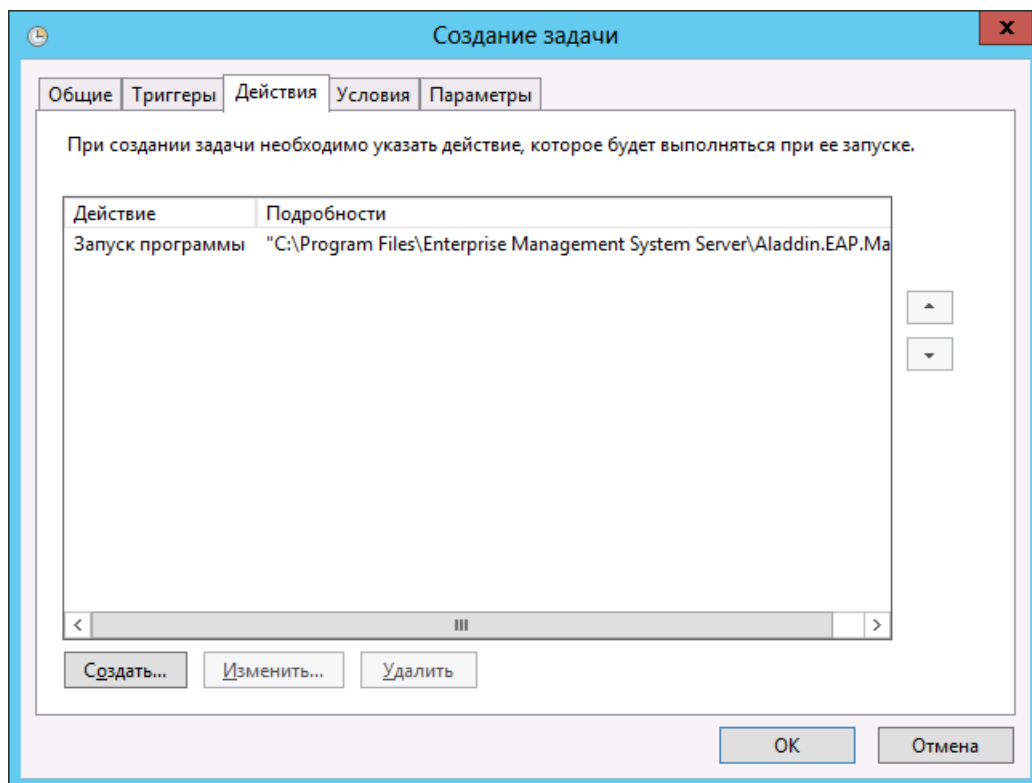 Создание задачи
x
Общие Триггеры Действия Условия Параметры
При создании задачи необходимо указать действие, которое будет выполняться при ее запуске.
Действие Подробности
Запуск программы "C:\Program Files\Enterprise Management System Server\Aladdin.EAP.Ma
Создать... Изменить... Удалить
ОК Отмена